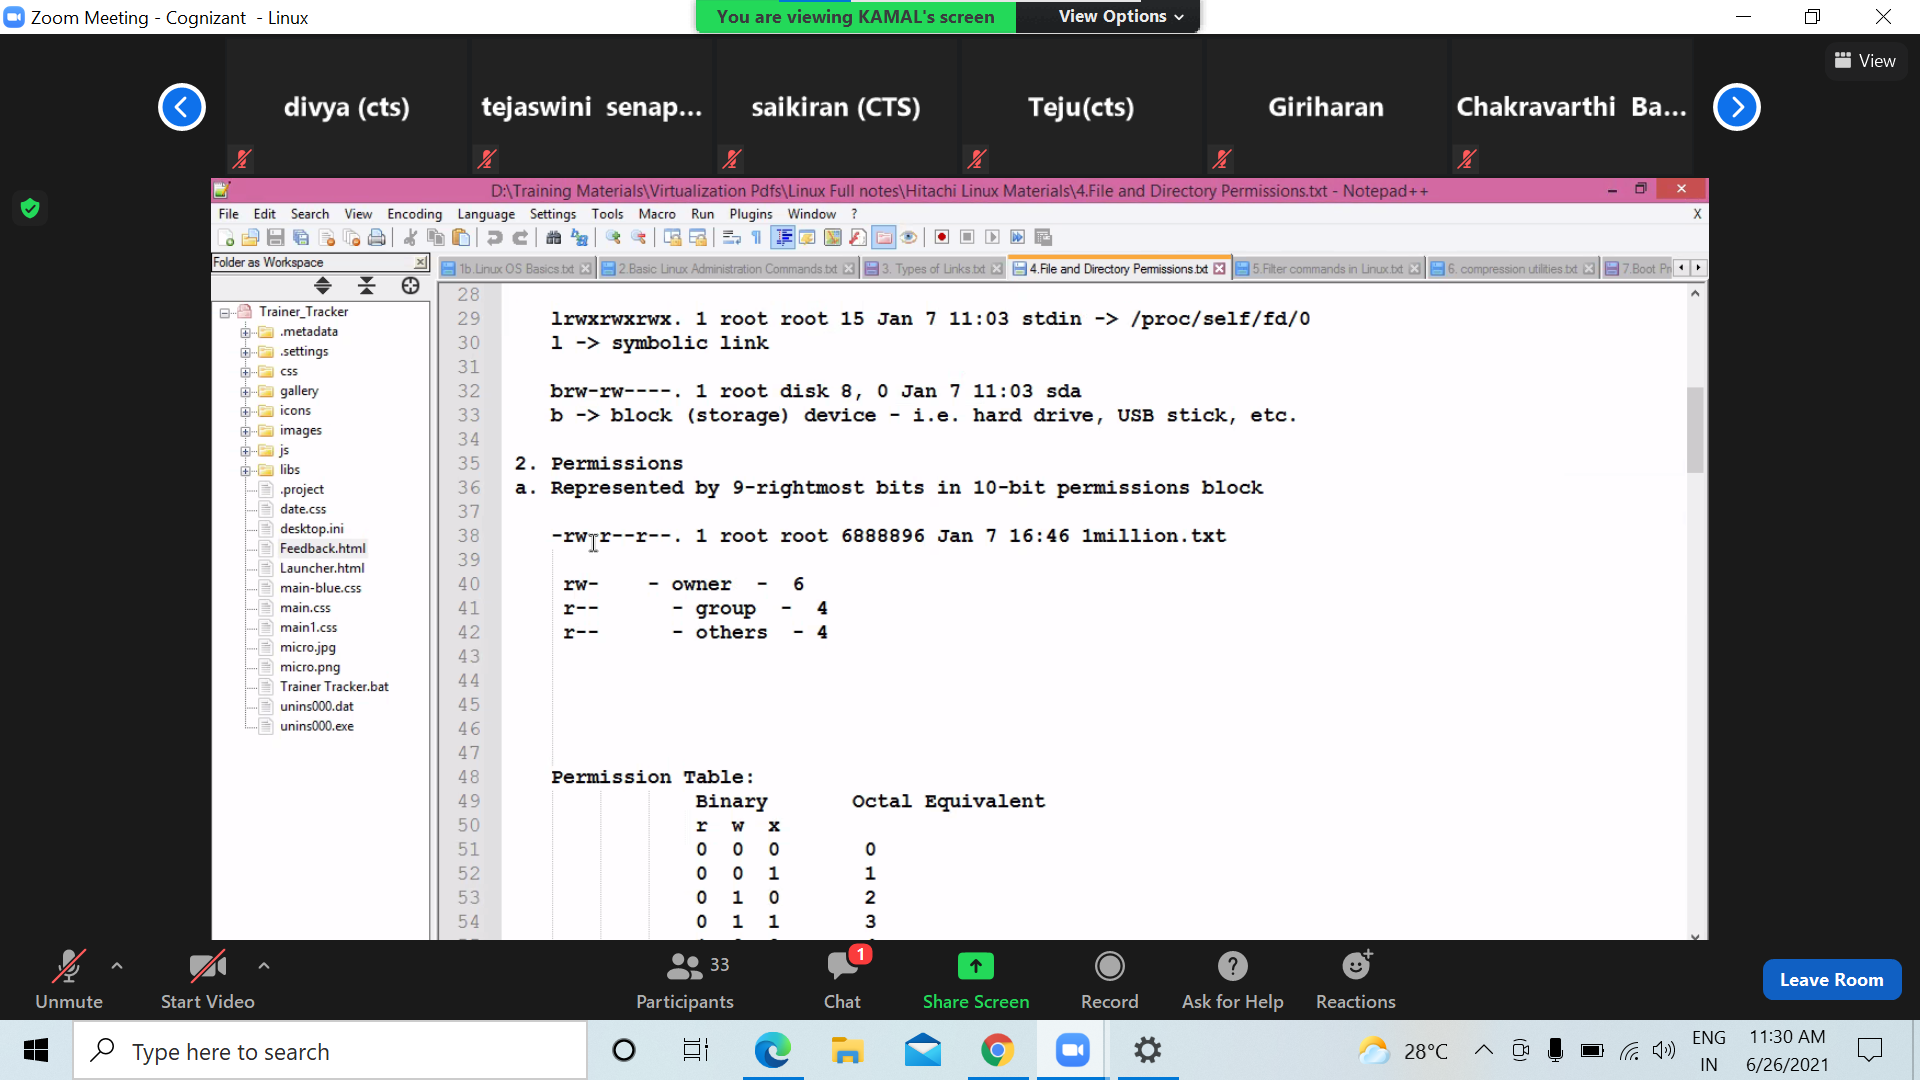 Zoom Meeting - Cognizant - Linux
You are viewing KAMAL's screen
View Options
View
divya (cts)
tejaswini senap...
saikiran (CTS)
Teju(cts)
Giriharan
Chakravarthi Ba...
D:\Training Materials\Virtualization Pdfs\Linux Full notes\Hitachi Linux Materials\4.File and Directory Permissions.txt - Notepad++
File Edit Search View Encoding Language Settings Tools Macro Run Plugins Window ? X
Folder as Workspace
1b.Linux OS Basics.txt
2.Basic Linux Administration Commands.txt
3. Types of Links.txt
4.File and Directory Permissions.txt
5.Filter commands in Linux.txt
6. compression utilities.txt
7.Boot Pr
Trainer_Tracker
.metadata
.settings
css
gallery
icons
images
js
libs
.project
date.css
desktop.ini
Feedback.html
Launcher.html
main-blue.css
main.css
main1.css
micro.jpg
micro.png
Trainer Tracker.bat
unins000.dat
unins000.exe
28
29 lrwxrwxrwx. 1 root root 15 Jan 7 11:03 stdin -> /proc/self/fd/0
30 l -> symbolic link
31
32 brw-rw----. 1 root disk 8, 0 Jan 7 11:03 sda
33 b -> block (storage) device - i.e. hard drive, USB stick, etc.
34
35 2. Permissions
36 a. Represented by 9-rightmost bits in 10-bit permissions block
37
38 -rw-r--r--. 1 root root 6888896 Jan 7 16:46 1million.txt
39
40 rw- - owner - 6
41 r-- - group - 4
42 r-- - others - 4
43
44
45
46
47
48 Permission Table:
49 Binary Octal Equivalent
50 r w x
51 0 0 0 0
52 0 0 1 1
53 0 1 0 2
54 0 1 1 3
Unmute
Start Video
33
Participants
1
Chat
Share Screen
Record
Ask for Help
Reactions
Leave Room
Type here to search
28°C
ENG
IN
11:30 AM
6/26/2021